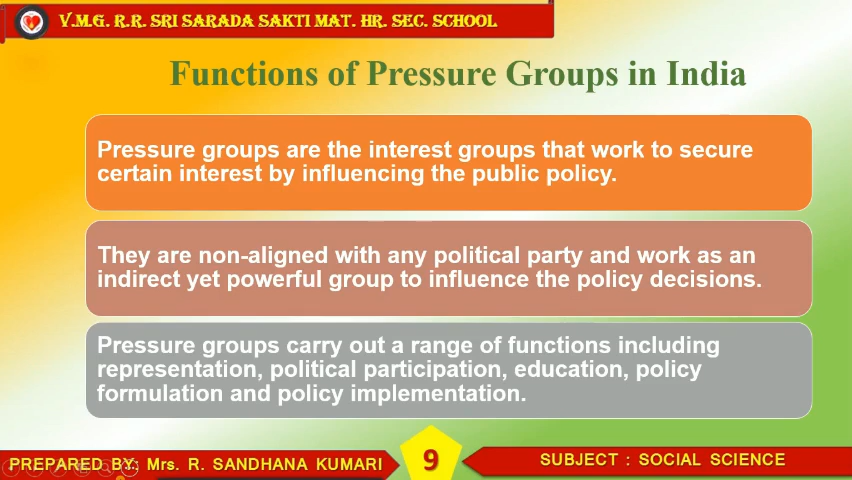 V.M.G. R.R. SRI SARADA SAKTI MAT. HR. SEC. SCHOOL
Functions of Pressure Groups in India
Pressure groups are the interest groups that work to secure
certain interest by influencing the public policy.
They are non-aligned with any political party and work as an
indirect yet powerful group to influence the policy decisions.
Pressure groups carry out a range of functions including
representation, political participation, education, policy
formulation and policy implementation.
PREPARED BY: Mrs. R. SANDHANA KUMARI
9
SUBJECT : SOCIAL SCIENCE